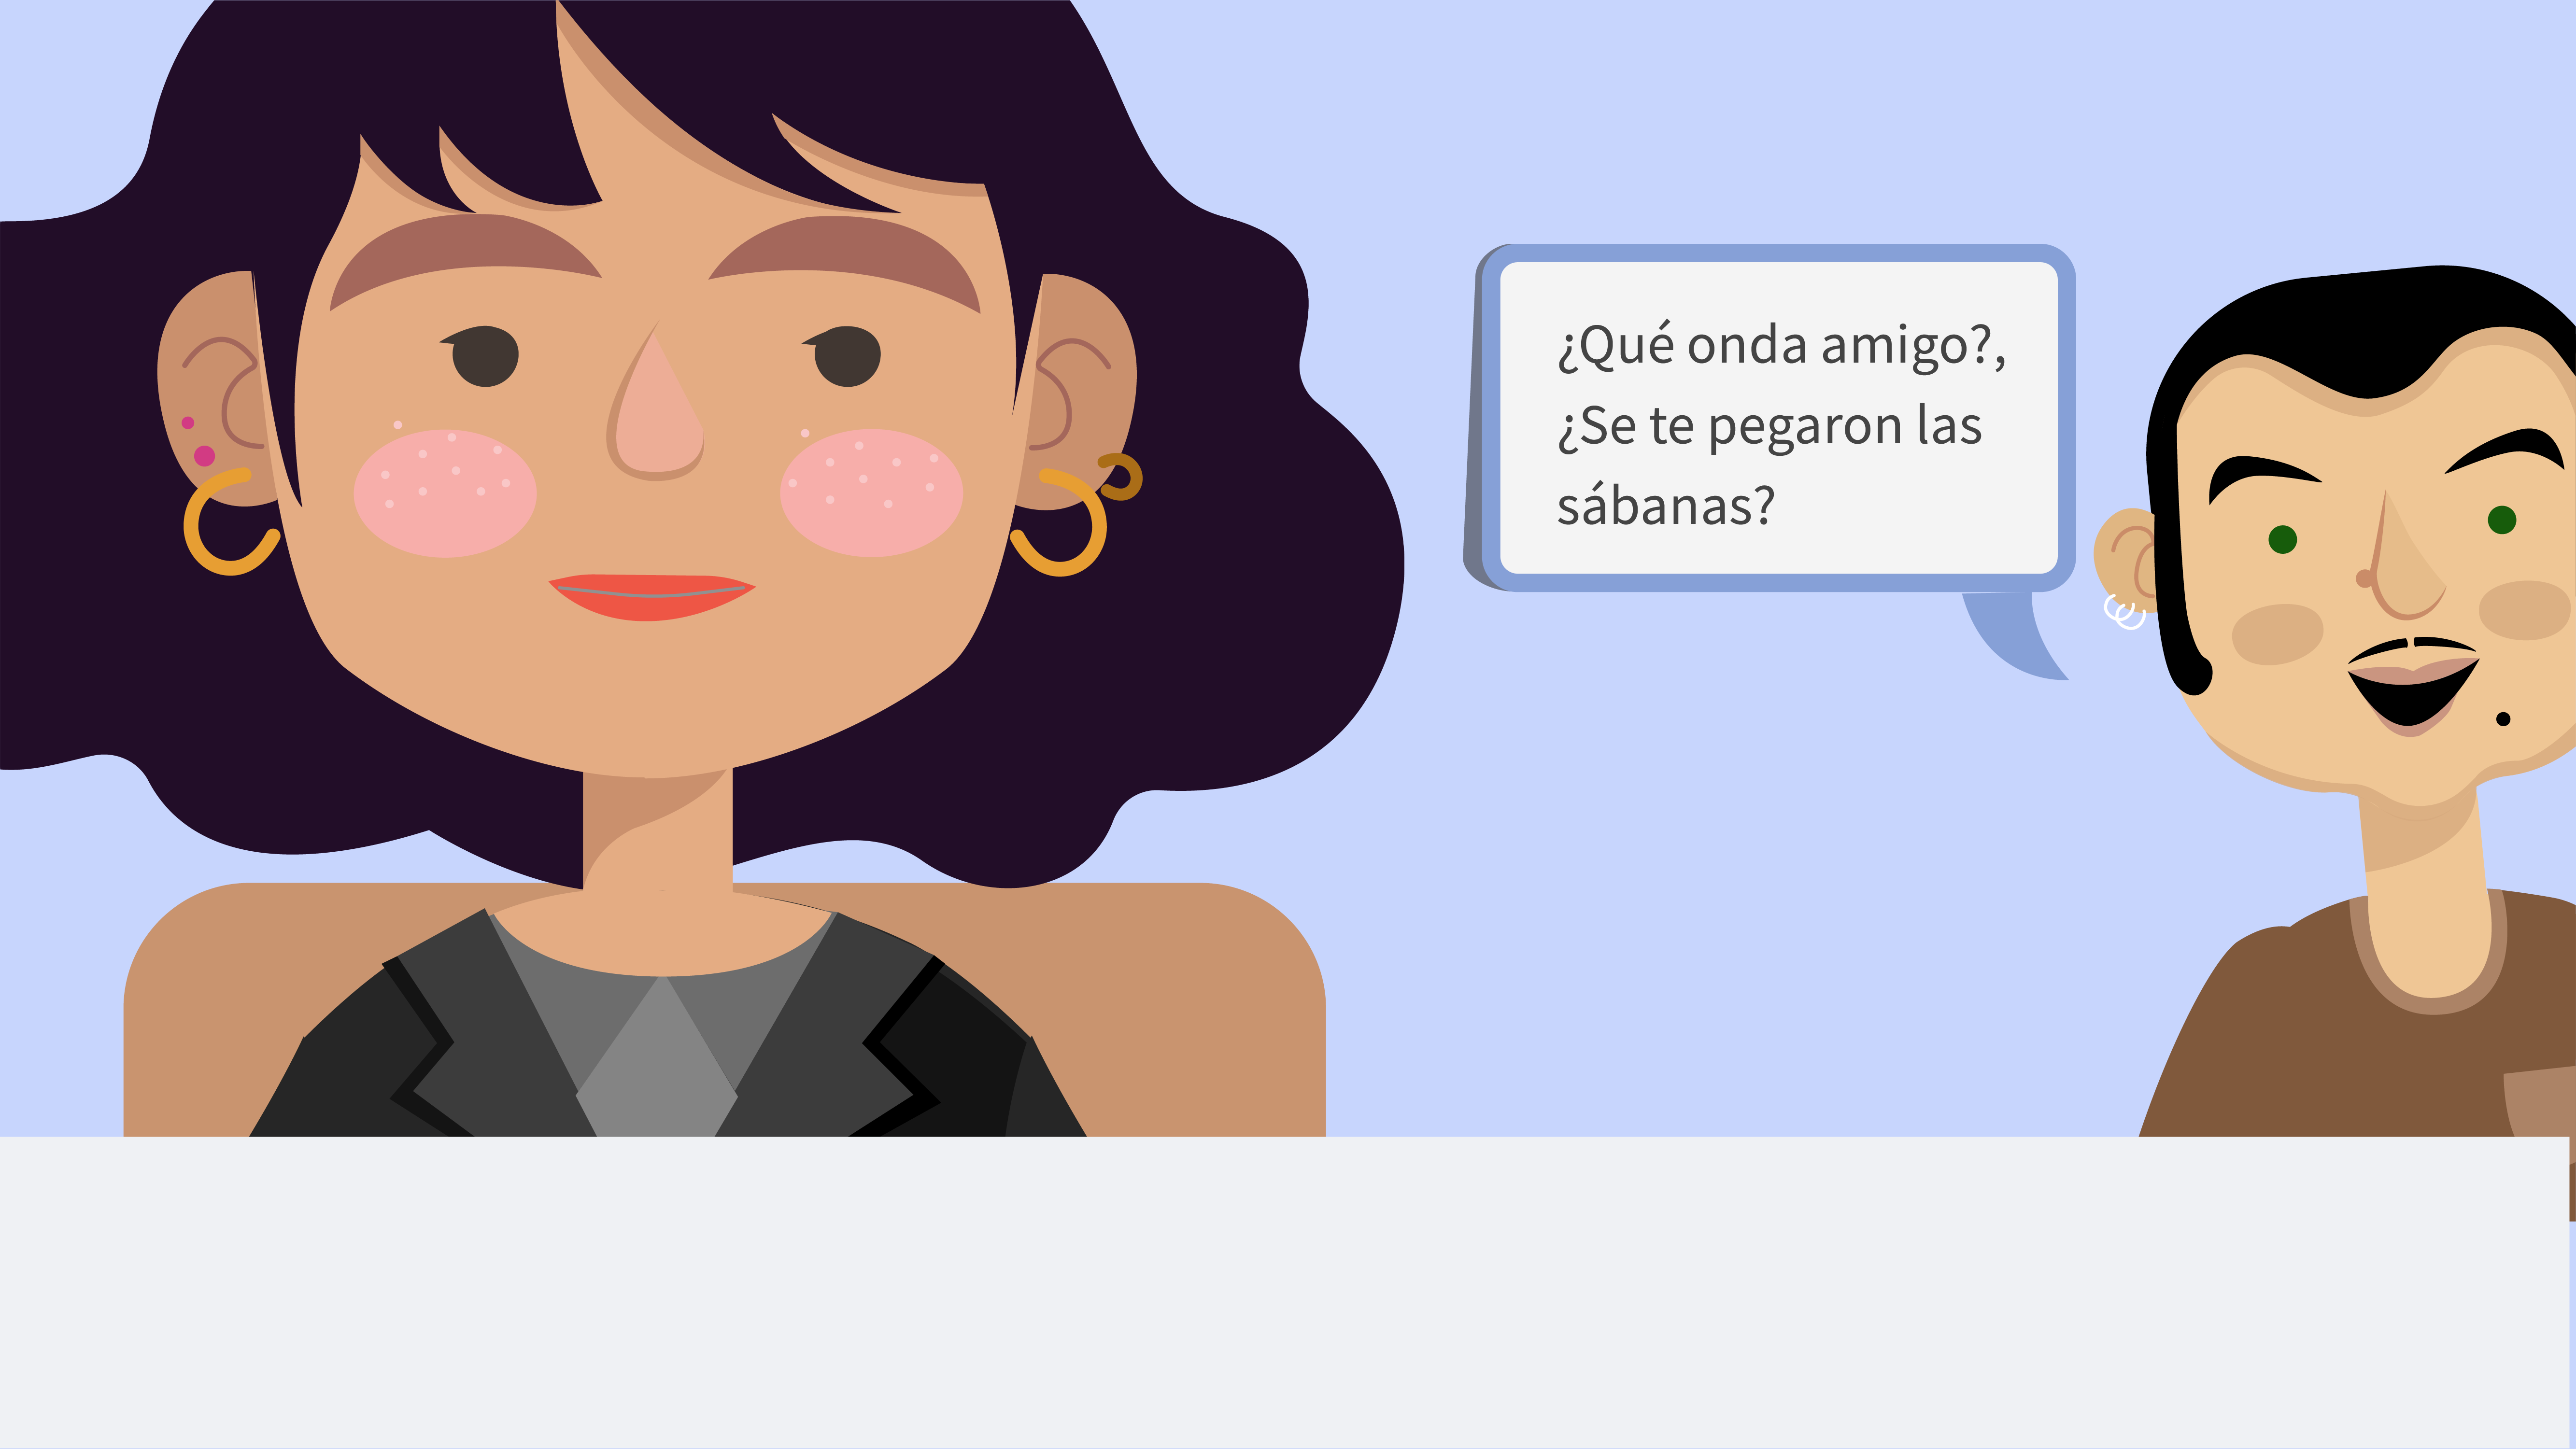 ¿Qué onda amigo?,
¿Se te pegaron las
sábanas?